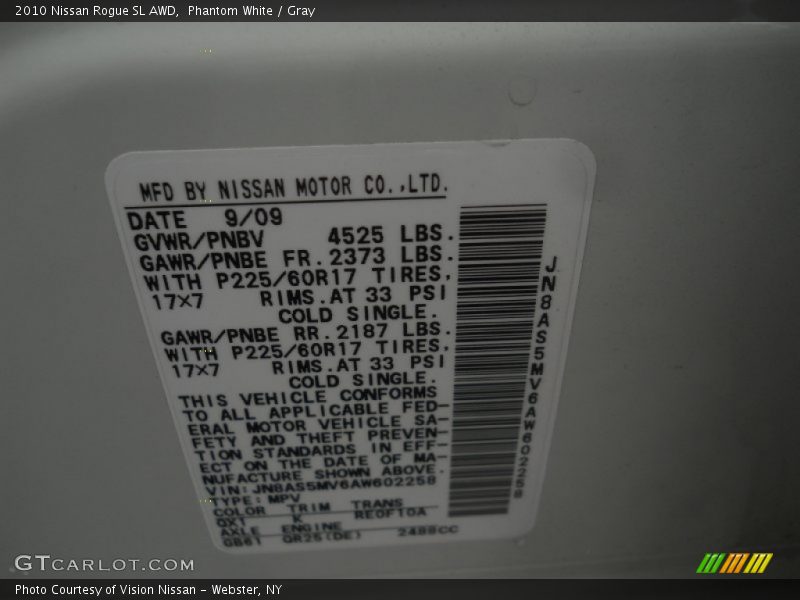 2010 Nissan Rogue SL AWD, Phantom White / Gray
MFD BY NISSAN MOTOR CO.,LTD.
DATE 9/09
GVWR/PNBV 4525 LBS.
GAWR/PNBE FR.2373 LBS.
WITH P225/60R17 TIRES,
17×7 RIMS.AT 33 PSI
COLD SINGLE.
GAWR/PNBE RR.2187 LBS.
WITH P225/60R17 TIRES,
17×7 RIMS.AT 33 PSI
COLD SINGLE.
THIS VEHICLE CONFORMS
TO ALL APPLICABLE FED-
ERAL MOTOR VEHICLE SA-
FETY AND THEFT PREVEN-
TION STANDARDS IN EFF-
ECT ON THE DATE OF MA-
NUFACTURE SHOWN ABOVE.
VIN:JN8AS5MV6AW602258
TYPE:MPV
COLOR TRIM TRANS
QX1 K RE0F10A
AXLE ENGINE
GB61 QR25(DE) 2488CC
JN8AS5MV6AW602258
GTCARLOT.COM
Photo Courtesy of Vision Nissan - Webster, NY